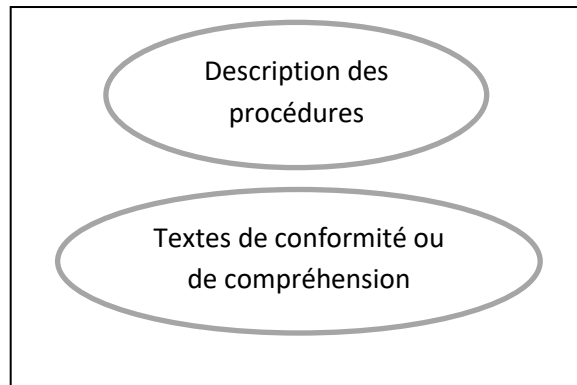 Description des
procédures
Textes de conformité ou
de compréhension